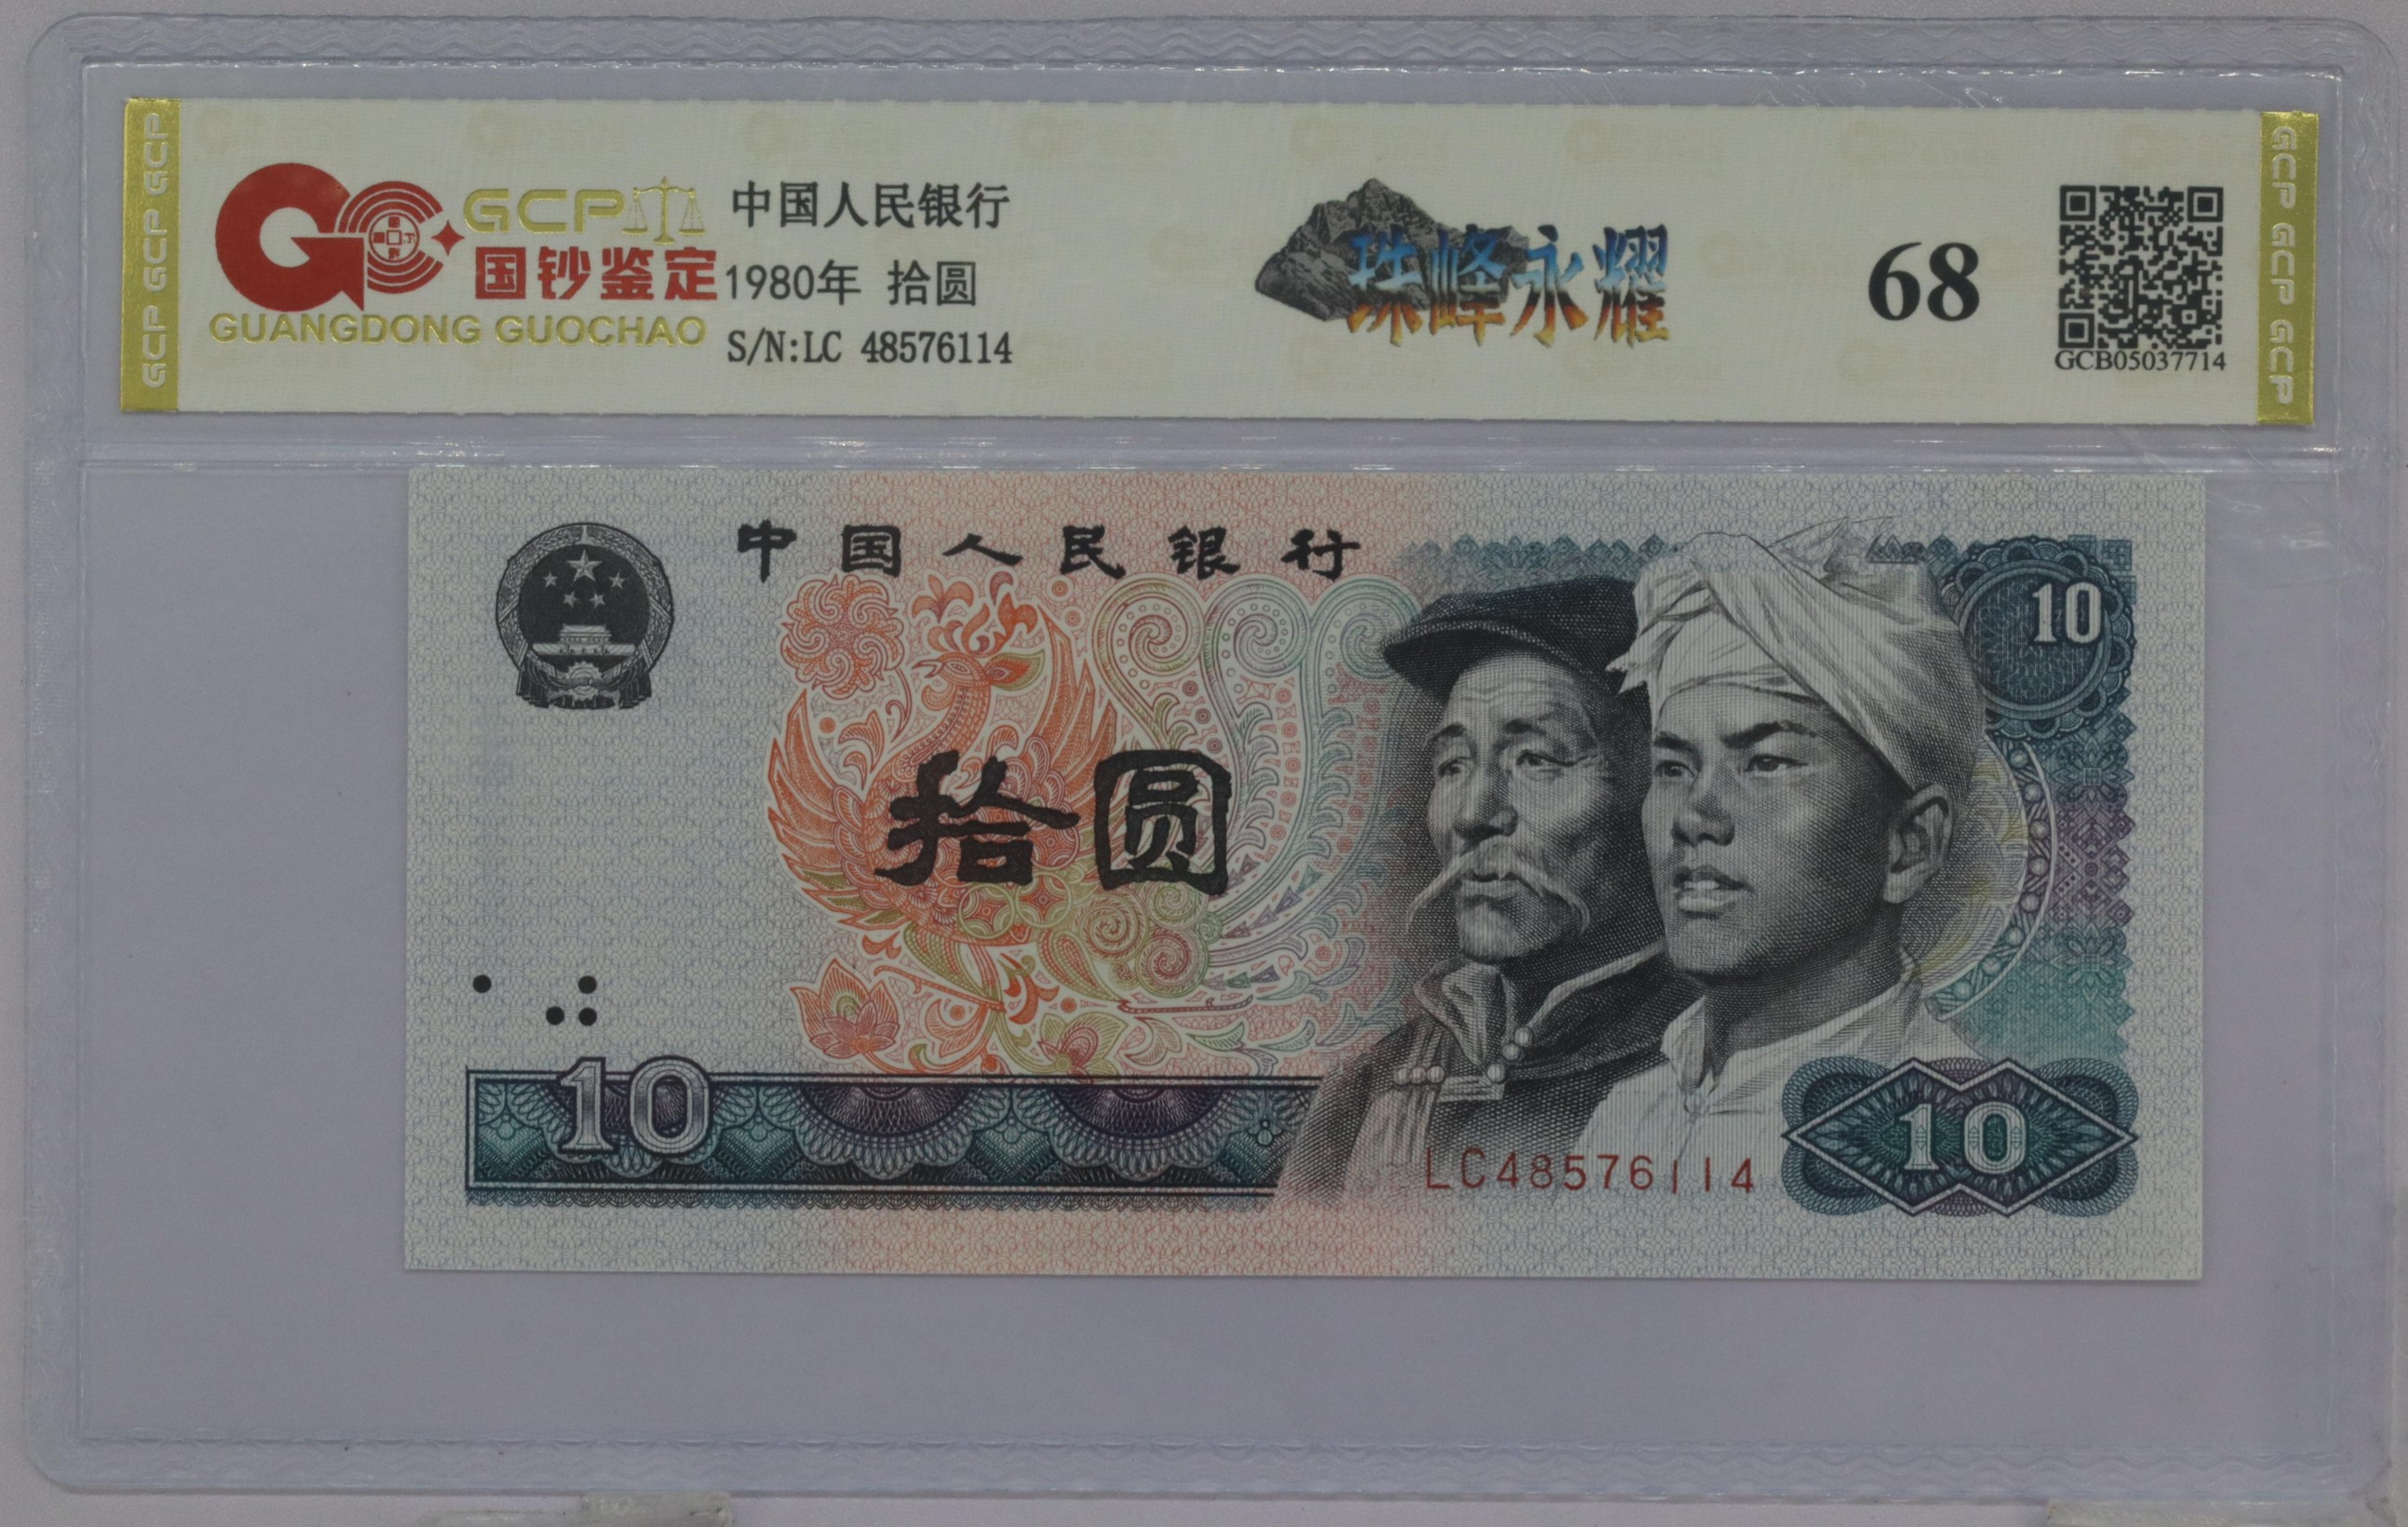 GCP GCP GCP
GCP
国钞鉴定
GUANGDONG GUOCHAO
中国人民银行
1980年 拾圆
S/N:LC 48576114
珠峰永耀
68
GCB05037714
GCP GCP GCP
中国人民银行
10
拾圆
10
LC48576114
10